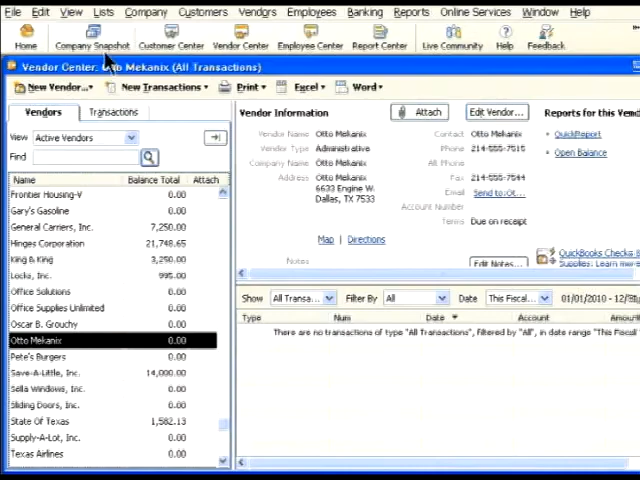 File Edit View Lists Company Customers Vendors Employees Banking Reports Online Services Window Help
Home Company Snapshot Customer Center Vendor Center Employee Center Report Center Live Community Help Feedback
Vendor Center: Otto Mekanix (All Transactions)
New Vendor... New Transactions Print Excel Word
Vendors Transactions
View Active Vendors
Find
Name Balance Total Attach
Frontier Housing-V 0.00
Gary's Gasoline 0.00
General Carriers, Inc. 7,250.00
Hinges Corporation 21,748.65
King & King 3,250.00
Locks, Inc. 995.00
Office Solutions 0.00
Office Supplies Unlimited 0.00
Oscar B. Grouchy 0.00
Otto Mekanix 0.00
Pete's Burgers 0.00
Save-A-Little, Inc. 14,000.00
Sella Windows, Inc. 0.00
Sliding Doors, Inc. 0.00
State Of Texas 1,582.13
Supply-A-Lot, Inc. 0.00
Texas Airlines 0.00
Vendor Information Attach Edit Vendor... Reports for this Vend
Vendor Name Otto Mekanix Contact Otto Mekanix QuickReport
Vendor Type Administrative Phone 214-555-7515 Open Balance
Company Name Otto Mekanix Alt Phone
Address Otto Mekanix Fax 214-555-7544
6633 Engine W. Email Send to:Ot...
Dallas, TX 7533 Account Number
Terms Due on receipt
Map | Directions
Notes Edit Notes... QuickBooks Checks &
Supplies: Learn more
Show All Transa... Filter By All Date This Fiscal... 01/01/2010 - 12/31
Type Num Date Account Amoun
There are no transactions of type "All Transactions", filtered by "All", in date range "This Fiscal